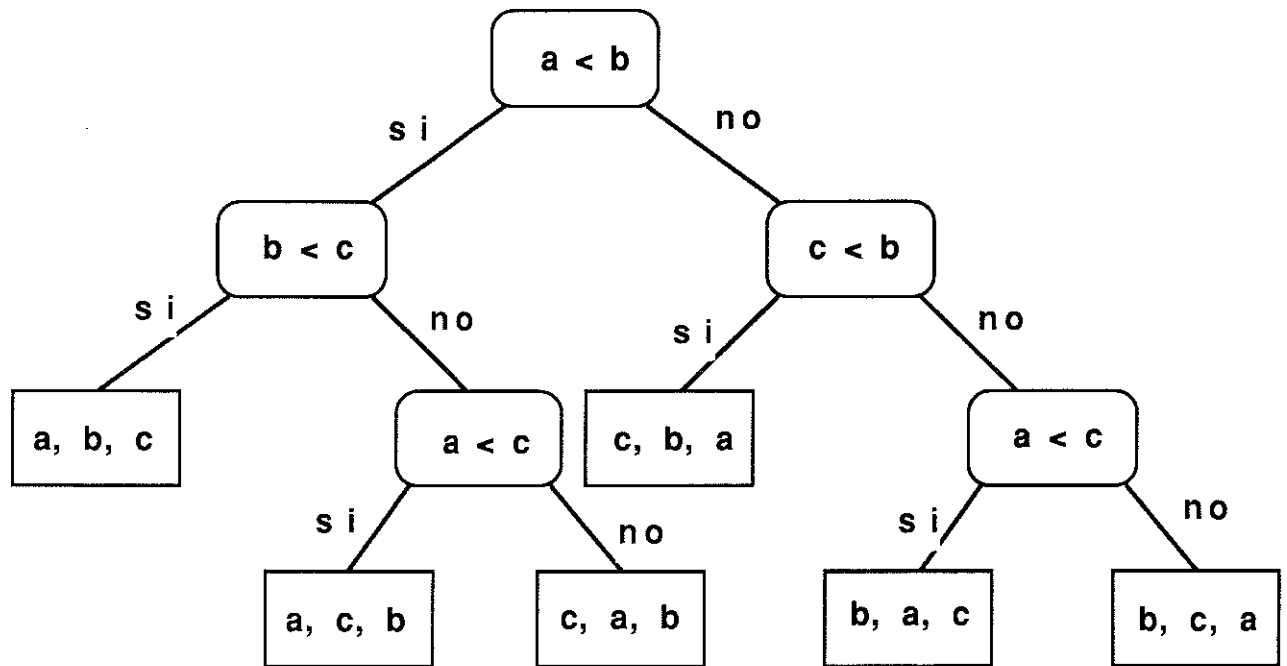 a < b
si
no
b < c
c < b
si
no
si
no
a, b, c
a < c
c, b, a
a < c
si
no
si
no
a, c, b
c, a, b
b, a, c
b, c, a